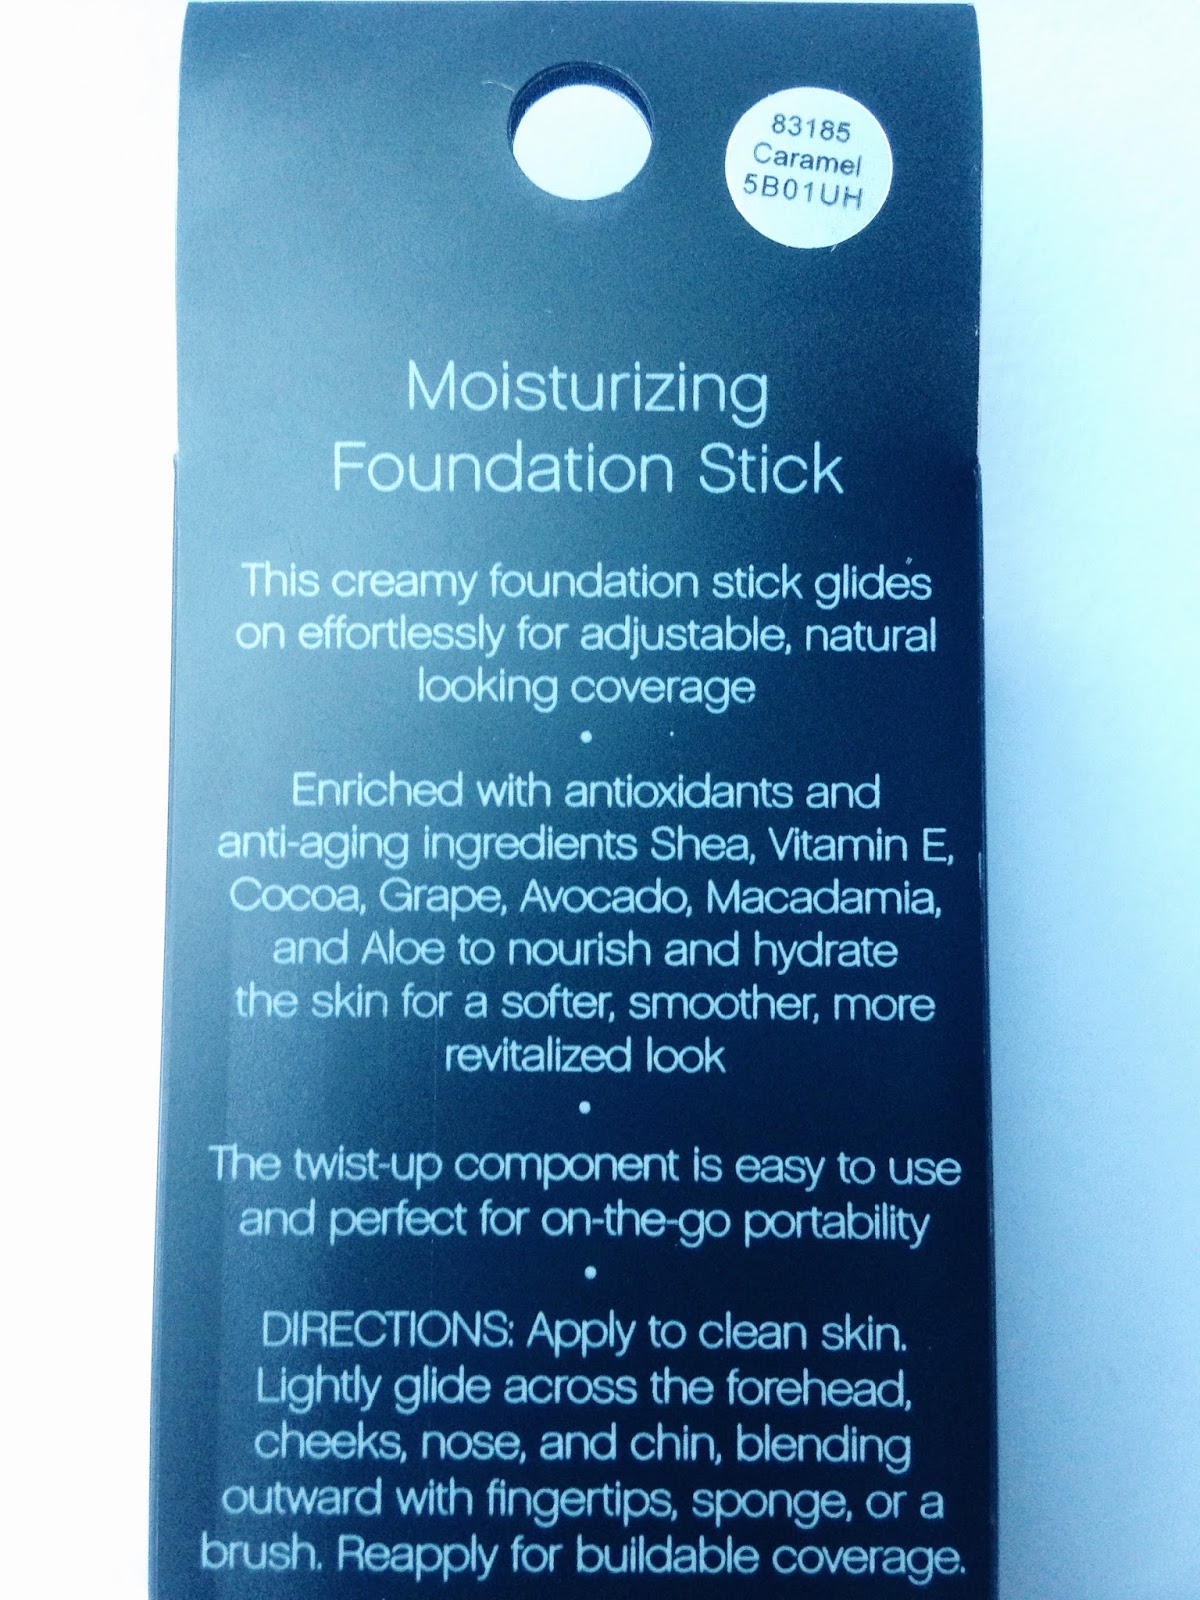 83185
Caramel
5B01UH
Moisturizing
Foundation Stick
This creamy foundation stick glides
on effortlessly for adjustable, natural
looking coverage
•
Enriched with antioxidants and
anti-aging ingredients Shea, Vitamin E,
Cocoa, Grape, Avocado, Macadamia,
and Aloe to nourish and hydrate
the skin for a softer, smoother, more
revitalized look
•
The twist-up component is easy to use
and perfect for on-the-go portability
•
DIRECTIONS: Apply to clean skin.
Lightly glide across the forehead,
cheeks, nose, and chin, blending
outward with fingertips, sponge, or a
brush. Reapply for buildable coverage.